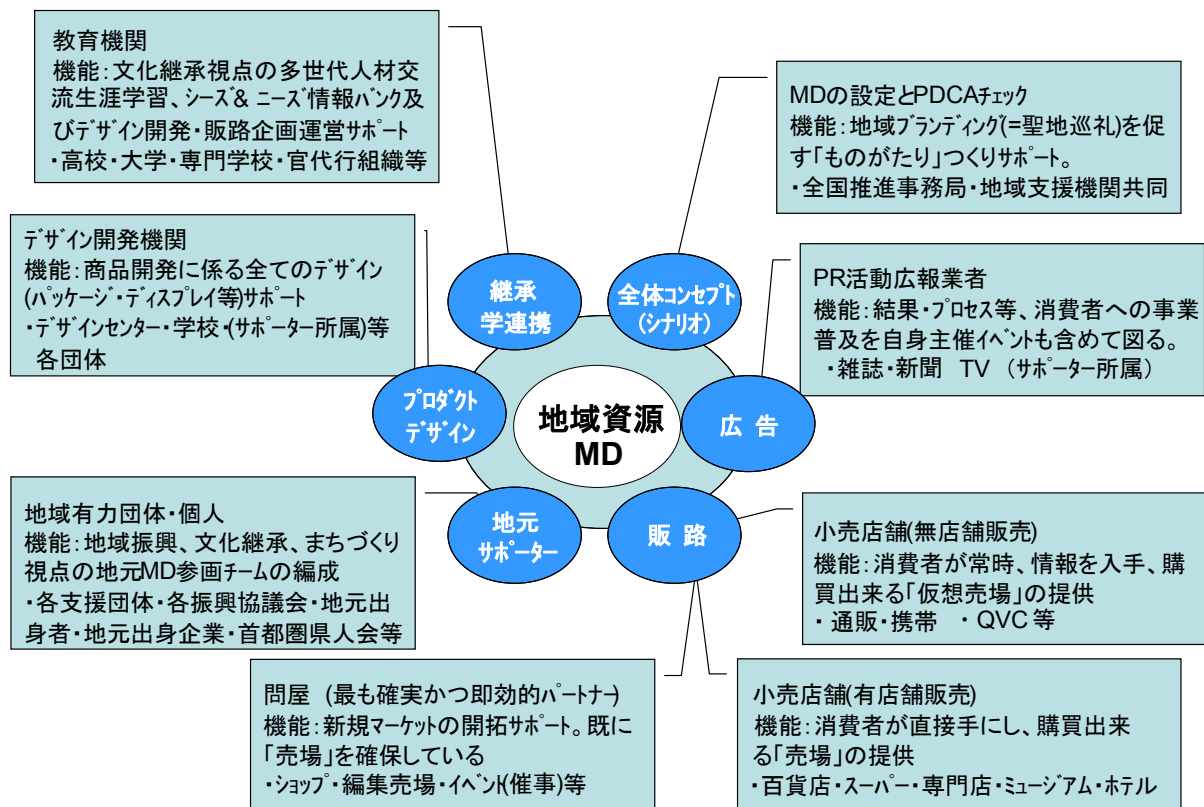 教育機関
機能:文化継承視点の多世代人材交
流生涯学習、シーズ& ニーズ情報バンク及
びデザイン開発・販路企画運営サポート
・高校・大学・専門学校・官代行組織等
MDの設定とPDCAチェック
機能:地域ブランディング(=聖地巡礼)を促
す「ものがたり」つくりサポート。
・全国推進事務局・地域支援機関共同
デザイン開発機関
機能:商品開発に係る全てのデザイン
(パッケージ・ディスプレイ等)サポート
・デザインセンター・学校・(サポーター所属)等
各団体
PR活動広報業者
機能:結果・プロセス等、消費者への事業
普及を自身主催イベントも含めて図る。
・雑誌・新聞 TV (サポーター所属)
継承
学連携
全体コンセプト
(シナリオ)
プロダクト
デザイン
地域資源
MD
広 告
地元
サポーター
販 路
地域有力団体・個人
機能:地域振興、文化継承、まちづくり
視点の地元MD参画チームの編成
・各支援団体・各振興協議会・地元出
身者・地元出身企業・首都圏県人会等
小売店舗(無店舗販売)
機能:消費者が常時、情報を入手、購
買出来る「仮想売場」の提供
・ 通販・携帯 ・ QVC 等
問屋 (最も確実かつ即効的パートナー)
機能:新規マーケットの開拓サポート。既に
「売場」を確保している
・ショップ・編集売場・イベント(催事)等
小売店舗(有店舗販売)
機能:消費者が直接手にし、購買出来
る「売場」の提供
・百貨店・スーパー・専門店・ミュージアム・ホテル